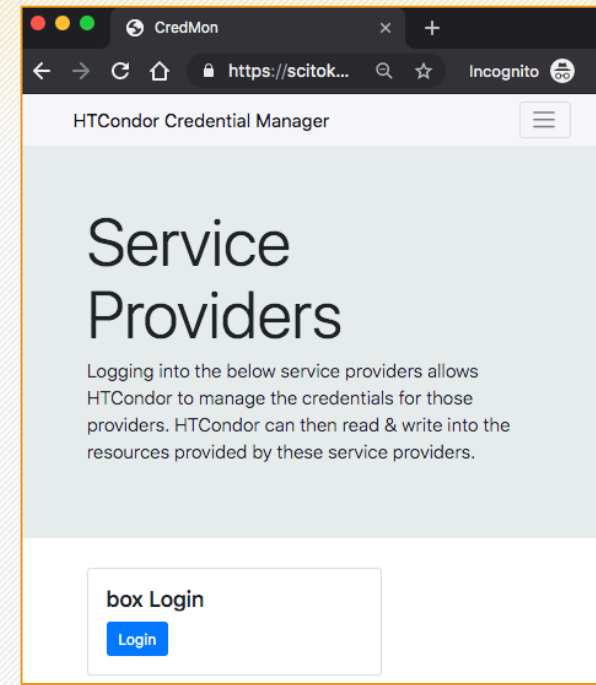 CredMon
https://scitok... Incognito
HTCondor Credential Manager
Service
Providers
Logging into the below service providers allows
HTCondor to manage the credentials for those
providers. HTCondor can then read & write into the
resources provided by these service providers.
box Login
Login